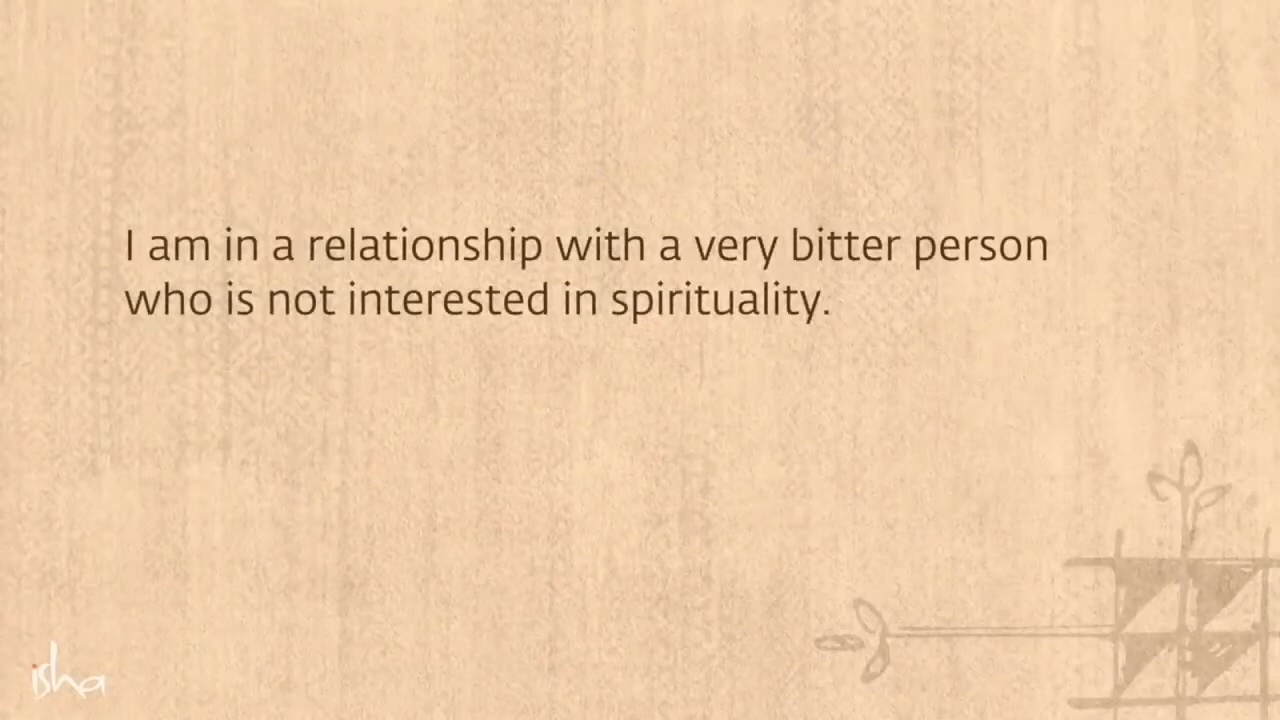 I am in a relationship with a very bitter person
who is not interested in spirituality.
isha